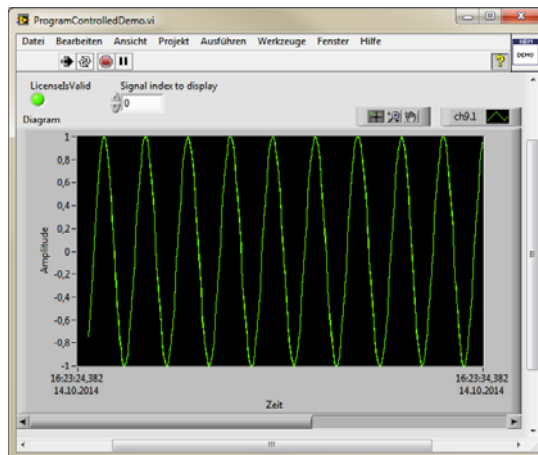 ProgramControlledDemo.vi
Datei Bearbeiten Ansicht Projekt Ausführen Werkzeuge Fenster Hilfe
HBM
DEMO
LicenseIsValid Signal index to display
0
Diagram
ch9.1
1
0,8
0,6
0,4
0,2
0
-0,2
-0,4
-0,6
-0,8
-1
Amplitude
16:23:24,382 16:23:34,382
14.10.2014 14.10.2014
Zeit